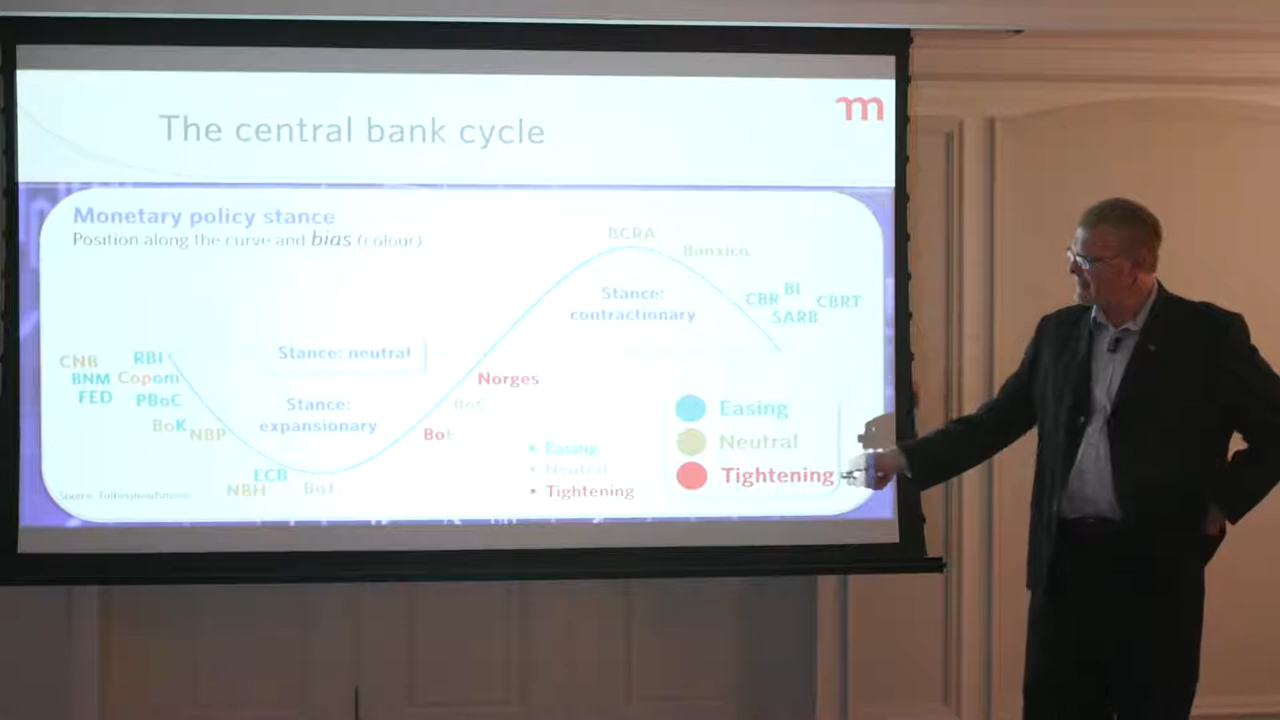 m
The central bank cycle
Monetary policy stance
Position along the curve and bias (colour)
BCRA
Banxico
Stance:
contractionary
CBR BI CBRT
SARB
CNB RBI
BNM Copom
FED PBoC
BoK NBP
Stance: neutral
Stance:
expansionary
ECB
NBH BoJ
Norges
BoC
BoE
Easing
Neutral
Tightening
Easing
Neutral
Tightening
Source: